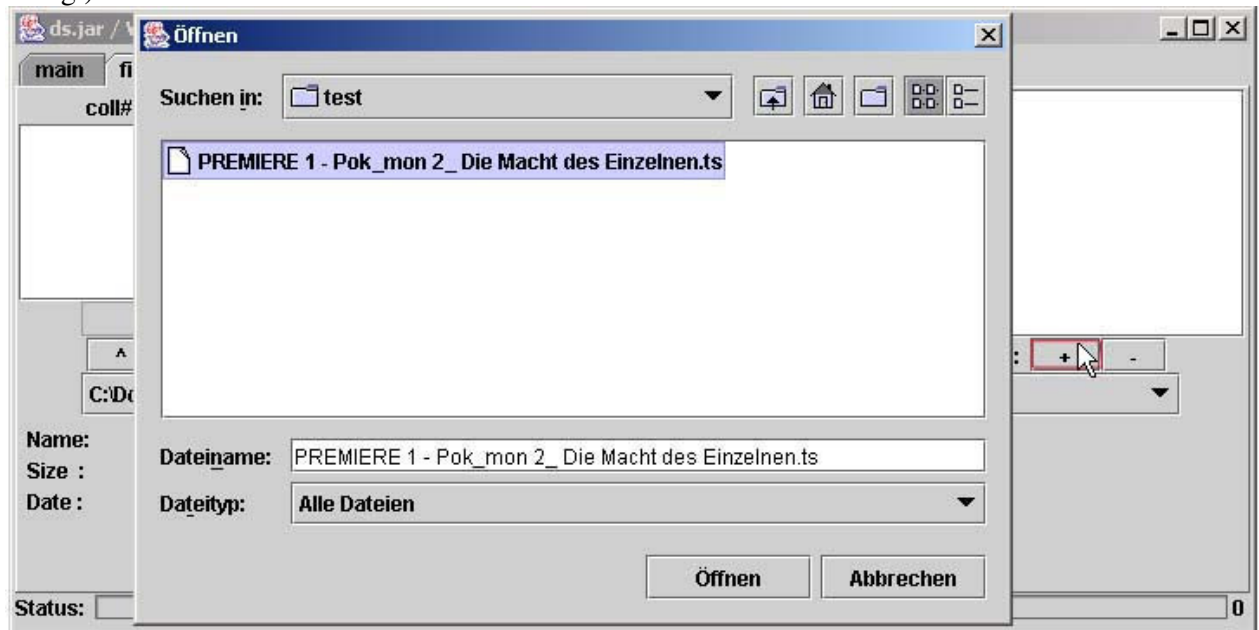 ds.jar /
Öffnen
main fi
Suchen in: test
coll#
PREMIERE 1 - Pok_mon 2_ Die Macht des Einzelnen.ts
^ : + -
C:\Do
Name:
Dateiname: PREMIERE 1 - Pok_mon 2_ Die Macht des Einzelnen.ts
Size :
Date : Dateityp: Alle Dateien
Öffnen Abbrechen
Status: 0